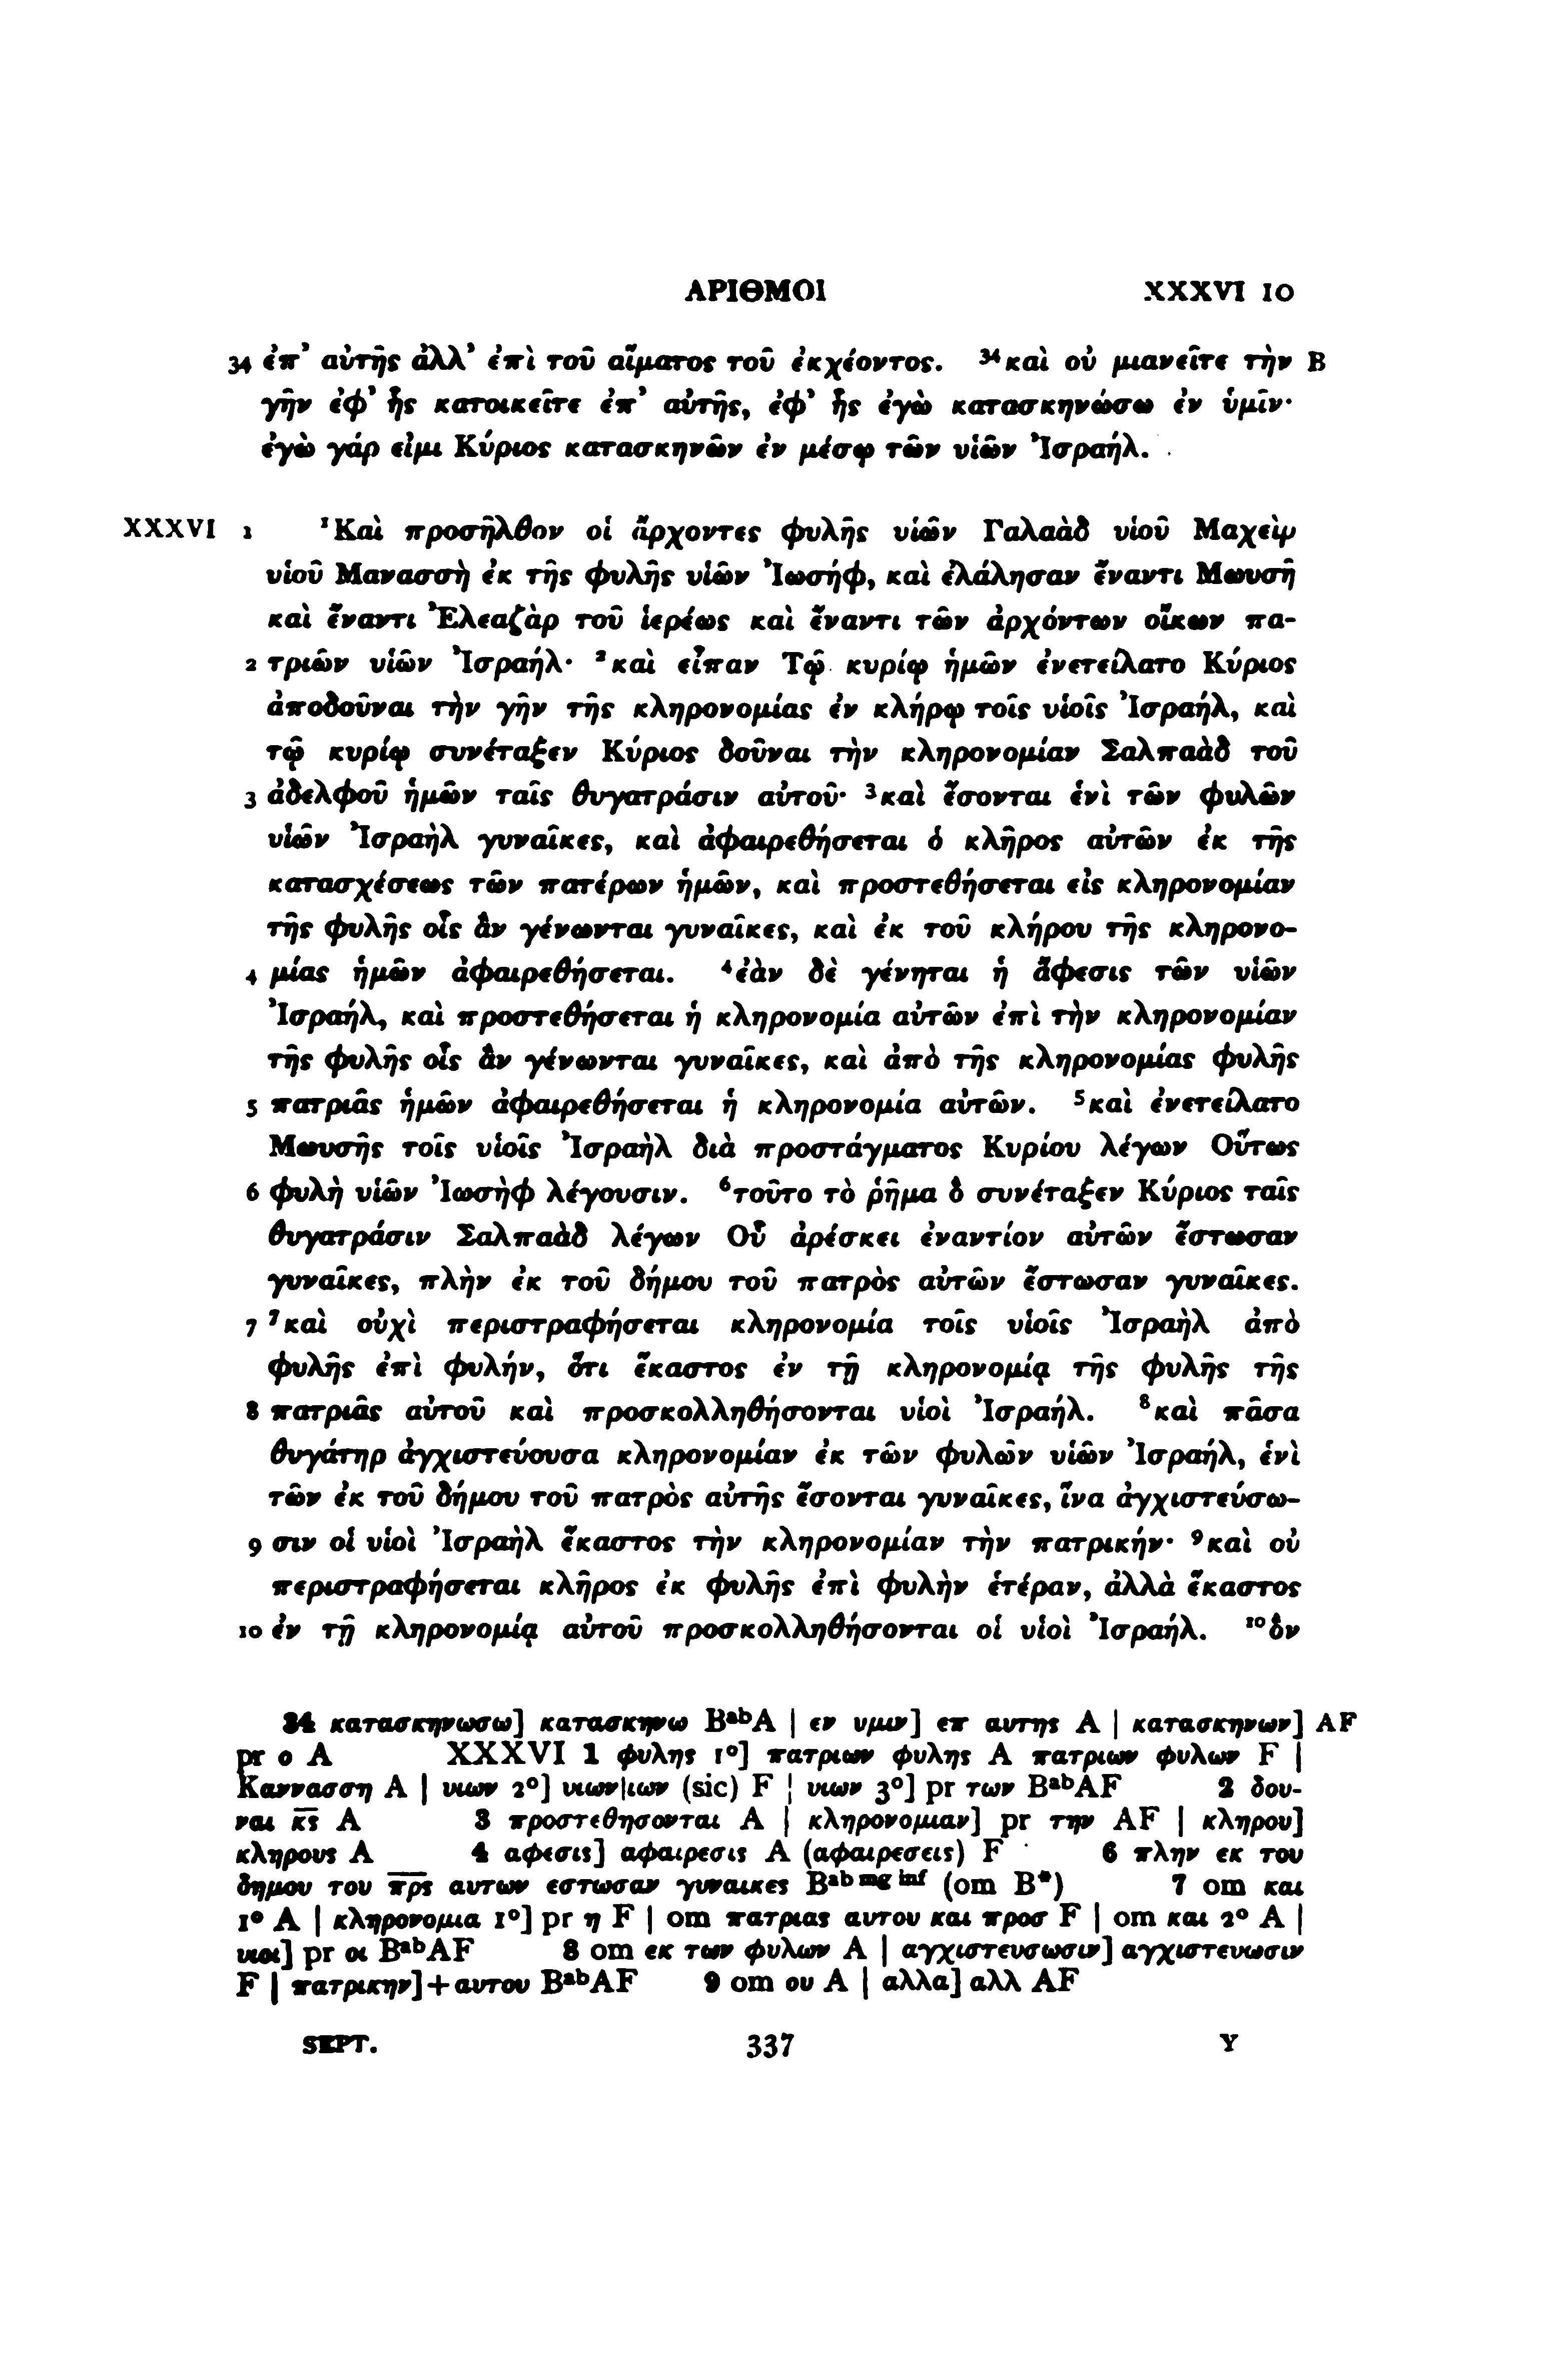 ΑΡΙΘΜΟΙ XXXVI 10
34 ἐπ᾽ αὐτῆς ἀλλ᾽ ἐπὶ τοῦ αἵματος τοῦ ἐκχέοντος. ³⁴καὶ οὐ μιανεῖτε τὴν B
γῆν ἐφ᾽ ἧς κατοικεῖτε ἐπ᾽ αὐτῆς, ἐφ᾽ ἧς ἐγὼ κατασκηνώσω ἐν ὑμῖν·
ἐγὼ γάρ εἰμι Κύριος κατασκηνῶν ἐν μέσῳ τῶν υἱῶν Ἰσραήλ.
XXXVI 1 ¹Καὶ προσῆλθον οἱ ἄρχοντες φυλῆς υἱῶν Γαλαὰδ υἱοῦ Μαχεὶρ
υἱοῦ Μανασσὴ ἐκ τῆς φυλῆς υἱῶν Ἰωσήφ, καὶ ἐλάλησαν ἔναντι Μωυσῆ
καὶ ἔναντι Ἐλεαζὰρ τοῦ ἱερέως καὶ ἔναντι τῶν ἀρχόντων οἴκων πα-
2 τριῶν υἱῶν Ἰσραήλ· ²καὶ εἶπαν Τῷ κυρίῳ ἡμῶν ἐνετείλατο Κύριος
ἀποδοῦναι τὴν γῆν τῆς κληρονομίας ἐν κλήρῳ τοῖς υἱοῖς Ἰσραήλ, καὶ
τῷ κυρίῳ συνέταξεν Κύριος δοῦναι τὴν κληρονομίαν Σαλπαὰδ τοῦ
3 ἀδελφοῦ ἡμῶν ταῖς θυγατράσιν αὐτοῦ· ³καὶ ἔσονται ἑνὶ τῶν φυλῶν
υἱῶν Ἰσραὴλ γυναῖκες, καὶ ἀφαιρεθήσεται ὁ κλῆρος αὐτῶν ἐκ τῆς
κατασχέσεως τῶν πατέρων ἡμῶν, καὶ προστεθήσεται εἰς κληρονομίαν
τῆς φυλῆς οἷς ἂν γένωνται γυναῖκες, καὶ ἐκ τοῦ κλήρου τῆς κληρονο-
4 μίας ἡμῶν ἀφαιρεθήσεται. ⁴ἐὰν δὲ γένηται ἡ ἄφεσις τῶν υἱῶν
Ἰσραήλ, καὶ προστεθήσεται ἡ κληρονομία αὐτῶν ἐπὶ τὴν κληρονομίαν
τῆς φυλῆς οἷς ἂν γένωνται γυναῖκες, καὶ ἀπὸ τῆς κληρονομίας φυλῆς
5 πατριᾶς ἡμῶν ἀφαιρεθήσεται ἡ κληρονομία αὐτῶν. ⁵καὶ ἐνετείλατο
Μωυσῆς τοῖς υἱοῖς Ἰσραὴλ διὰ προστάγματος Κυρίου λέγων Οὕτως
6 φυλὴ υἱῶν Ἰωσὴφ λέγουσιν. ⁶τοῦτο τὸ ῥῆμα ὃ συνέταξεν Κύριος ταῖς
θυγατράσιν Σαλπαὰδ λέγων Οὗ ἀρέσκει ἐναντίον αὐτῶν ἔστωσαν
γυναῖκες, πλὴν ἐκ τοῦ δήμου τοῦ πατρὸς αὐτῶν ἔστωσαν γυναῖκες.
7 ⁷καὶ οὐχὶ περιστραφήσεται κληρονομία τοῖς υἱοῖς Ἰσραὴλ ἀπὸ
φυλῆς ἐπὶ φυλήν, ὅτι ἕκαστος ἐν τῇ κληρονομίᾳ τῆς φυλῆς τῆς
8 πατριᾶς αὐτοῦ καὶ προσκολληθήσονται υἱοὶ Ἰσραήλ. ⁸καὶ πᾶσα
θυγάτηρ ἀγχιστεύουσα κληρονομίαν ἐκ τῶν φυλῶν υἱῶν Ἰσραήλ, ἑνὶ
τῶν ἐκ τοῦ δήμου τοῦ πατρὸς αὐτῆς ἔσονται γυναῖκες, ἵνα ἀγχιστεύσω-
9 σιν οἱ υἱοὶ Ἰσραὴλ ἕκαστος τὴν κληρονομίαν τὴν πατρικήν· ⁹καὶ οὐ
περιστραφήσεται κλῆρος ἐκ φυλῆς ἐπὶ φυλὴν ἑτέραν, ἀλλὰ ἕκαστος
10 ἐν τῇ κληρονομίᾳ αὐτοῦ προσκολληθήσονται οἱ υἱοὶ Ἰσραήλ. ¹⁰ὃν
34 κατασκηνωσω] κατασκηνω BᵃᵇA | εν υμιν] επ αυτης A | κατασκηνων] AF
pr ο A XXXVI 1 φυλης 1°] πατριων φυλης A πατριων φυλων F |
Καννασση A | υιων 2°] υιων|ιων (sic) F | υιων 3°] pr των BᵃᵇAF 2 δου-
ναι κ̅ς̅ A 3 προστεθησονται A | κληρονομιαν] pr την AF | κληρου]
κληρους A 4 αφεσις] αφαιρεσις A (αφαιρεσεις) F 6 πλην εκ του
δημου του π̅ρ̅ς̅ αυτων εστωσαν γυναικες Bᵃᵇ ᵐᵍ ⁱⁿᶠ (om B*) 7 om και
1° A | κληρονομια 1°] pr η F | om πατριας αυτου και προσ F | om και 2° A |
υιοι] pr οι BᵃᵇAF 8 om εκ των φυλων A | αγχιστευσωσιν] αγχιστευωσιν
F | πατρικην]+αυτου BᵃᵇAF 9 om ου A | αλλα] αλλ AF
SEPT. 337 Y